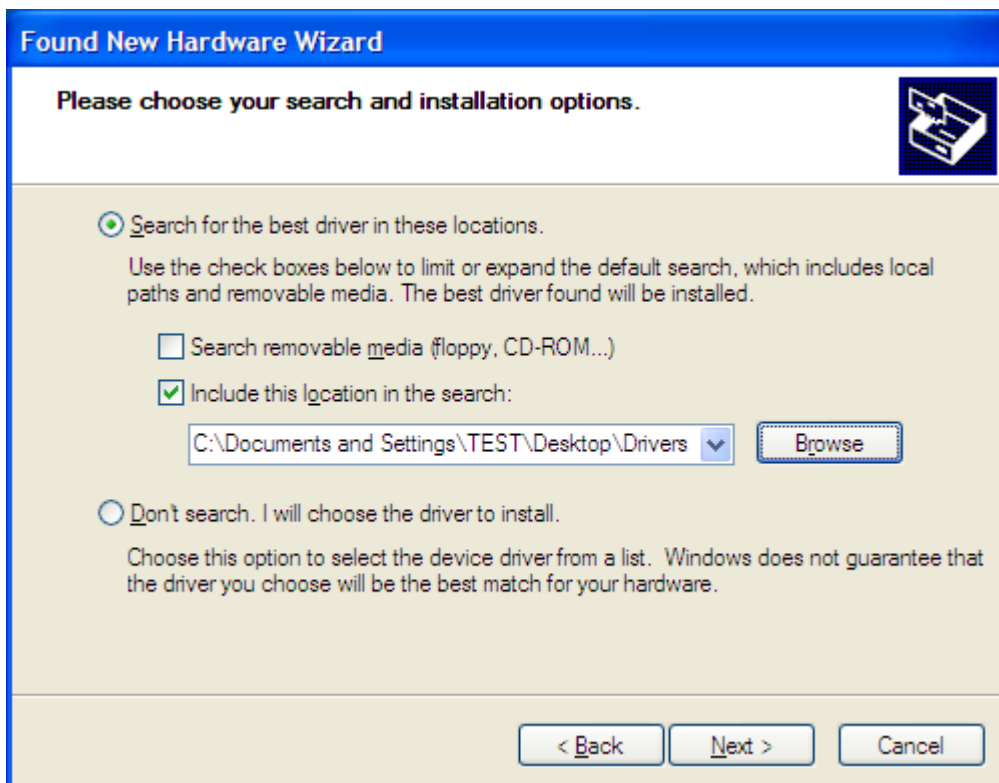 Found New Hardware Wizard
Please choose your search and installation options.
Search for the best driver in these locations.
Use the check boxes below to limit or expand the default search, which includes local
paths and removable media. The best driver found will be installed.
Search removable media (floppy, CD-ROM...)
Include this location in the search:
C:\Documents and Settings\TEST\Desktop\Drivers
Browse
Don't search. I will choose the driver to install.
Choose this option to select the device driver from a list.  Windows does not guarantee that
the driver you choose will be the best match for your hardware.
< Back
Next >
Cancel